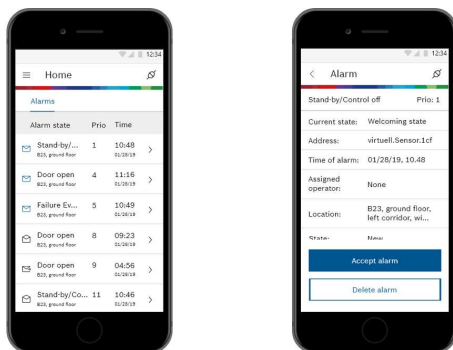 12:34
Home
Alarms
Alarm state Prio Time
Stand-by/... 1 10:48
B23, ground floor 01/28/19
Door open 4 11:16
B23, ground floor 01/28/19
Failure Ev... 5 10:49
B23, ground floor 01/28/19
Door open 8 09:23
B23, ground floor 01/28/19
Door open 9 04:56
B23, ground floor 01/28/19
Stand-by/Co... 11 10:46
B23, ground floor 01/28/19
12:34
Alarm
Stand-by/Control off Prio: 1
Current state: Welcoming state
Address: virtuell.Sensor.1cf
Time of alarm: 01/28/19, 10.48
Assigned
operator: None
Location: B23, ground floor,
left corridor, wi...
State: New
Accept alarm
Delete alarm